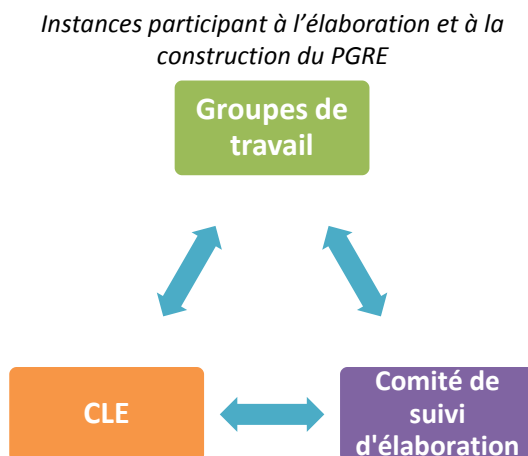 Instances participant à l’élaboration et à la
construction du PGRE
Groupes de
travail
CLE
Comité de
suivi
d'élaboration